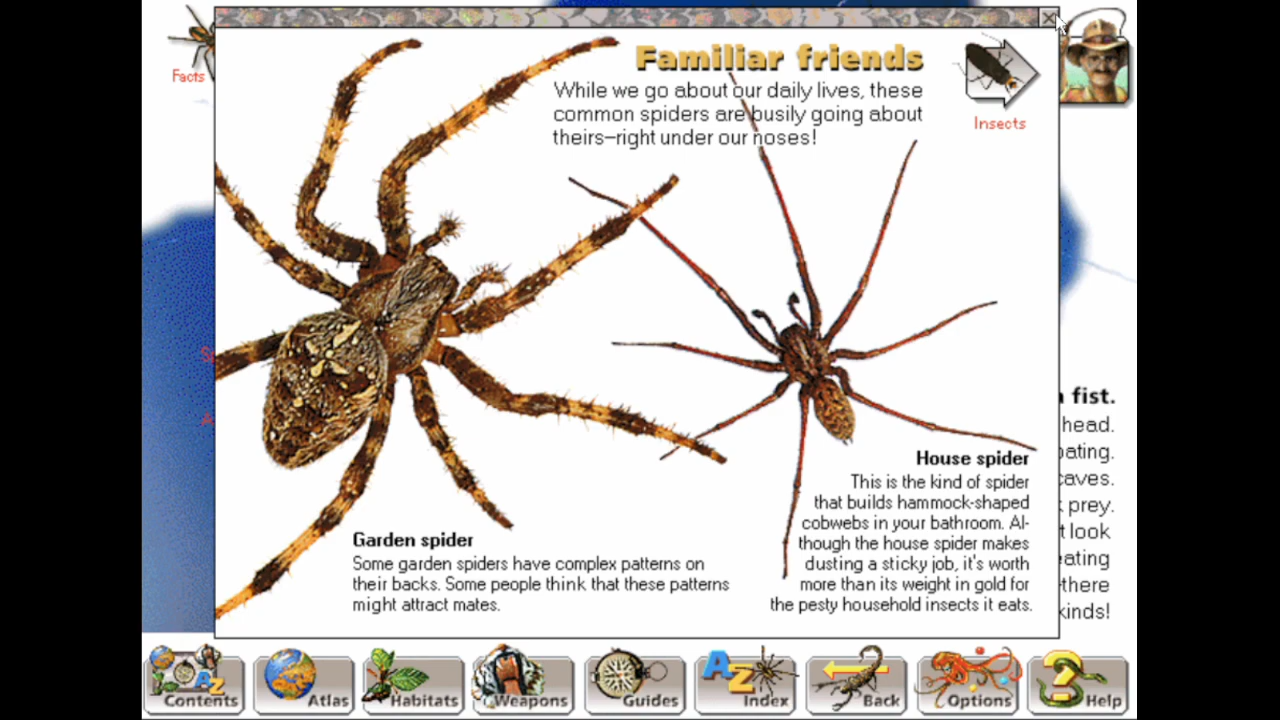 Facts
Familiar friends
While we go about our daily lives, these
common spiders are busily going about
theirs–right under our noses!
Insects
fist.
head.
caves.
prey.
look
there
kinds!
House spider
This is the kind of spider
that builds hammock-shaped
cobwebs in your bathroom. Al-
though the house spider makes
dusting a sticky job, it's worth
more than its weight in gold for
the pesty household insects it eats.
Garden spider
Some garden spiders have complex patterns on
their backs. Some people think that these patterns
might attract mates.
AZ
Contents
Atlas
Habitats
Weapons
Guides
AZ
Index
Back
Options
?
Help